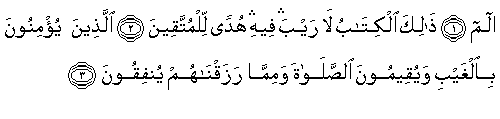 الٓمٓ ۝١ ذَٰلِكَ ٱلْكِتَـٰبُ لَا رَيْبَ ۛ فِيهِ ۛ هُدًى لِّلْمُتَّقِينَ ۝٢ ٱلَّذِينَ يُؤْمِنُونَ
بِٱلْغَيْبِ وَيُقِيمُونَ ٱلصَّلَوٰةَ وَمِمَّا رَزَقْنَـٰهُمْ يُنفِقُونَ ۝٣